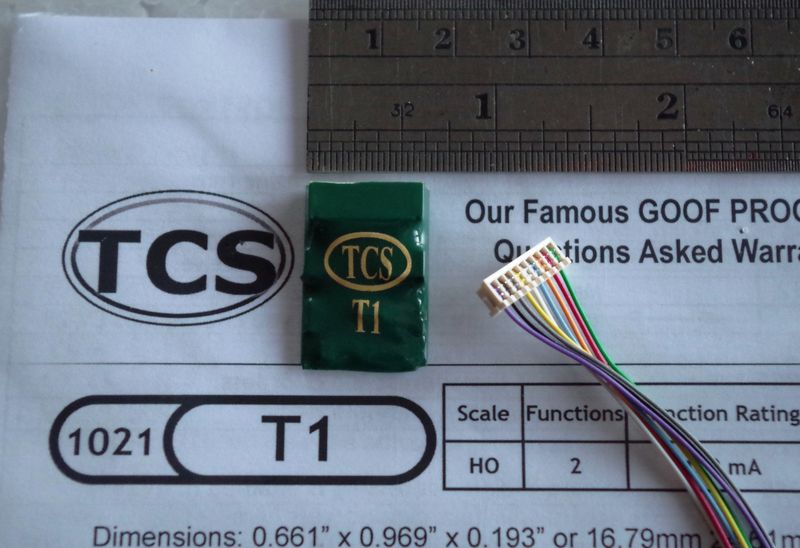 1 2 3 4 5 6
32 1 2 64
TCS
TCS
T1
Our Famous GOOF PROO
Questions Asked Warra
1021 T1
Scale Functions nction Rating
HO 2 mA
Dimensions: 0.661” x 0.969” x 0.193” or 16.79mm